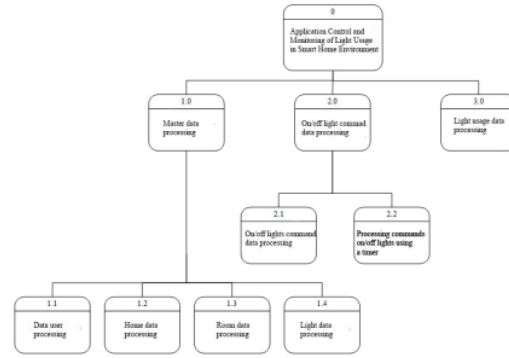 0
Application Control and
Monitoring of Light Usage
in Smart Home Environment
1.0
Master data
processing
2.0
On/off light commad
data processing
3.0
Light usage data
processing
2.1
On/off lights command
data processing
2.2
Processing commands
on/off lights using
a timer
1.1
Data user
processing
1.2
Home data
processing
1.3
Room data
processing
1.4
Light data
processing